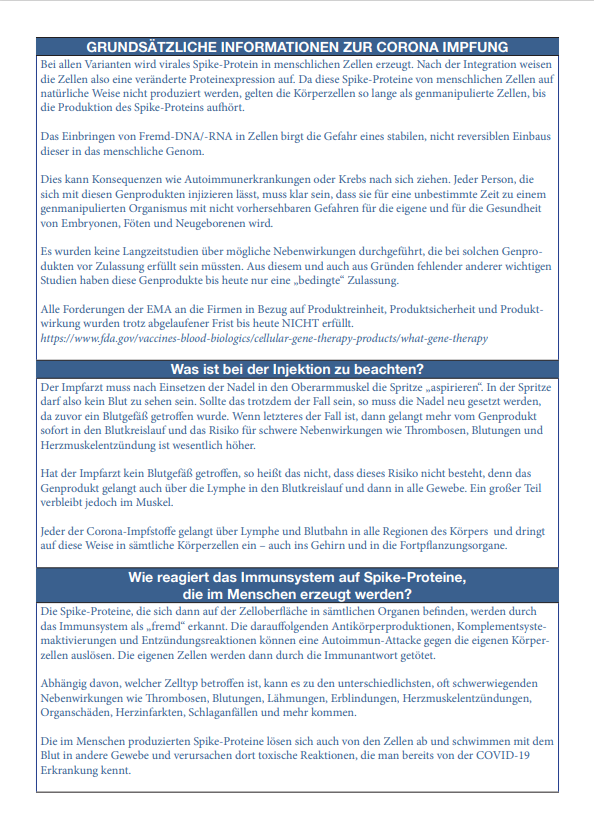 GRUNDSÄTZLICHE INFORMATIONEN ZUR CORONA IMPFUNG
Bei allen Varianten wird virales Spike-Protein in menschlichen Zellen erzeugt. Nach der Integration weisen
die Zellen also eine veränderte Proteinexpression auf. Da diese Spike-Proteine von menschlichen Zellen auf
natürliche Weise nicht produziert werden, gelten die Körperzellen so lange als genmanipulierte Zellen, bis
die Produktion des Spike-Proteins aufhört.
Das Einbringen von Fremd-DNA/-RNA in Zellen birgt die Gefahr eines stabilen, nicht reversiblen Einbaus
dieser in das menschliche Genom.
Dies kann Konsequenzen wie Autoimmunerkrankungen oder Krebs nach sich ziehen. Jeder Person, die
sich mit diesen Genprodukten injizieren lässt, muss klar sein, dass sie für eine unbestimmte Zeit zu einem
genmanipulierten Organismus mit nicht vorhersehbaren Gefahren für die eigene und für die Gesundheit
von Embryonen, Föten und Neugeborenen wird.
Es wurden keine Langzeitstudien über mögliche Nebenwirkungen durchgeführt, die bei solchen Genpro-
dukten vor Zulassung erfüllt sein müssten. Aus diesem und auch aus Gründen fehlender anderer wichtigen
Studien haben diese Genprodukte bis heute nur eine „bedingte“ Zulassung.
Alle Forderungen der EMA an die Firmen in Bezug auf Produktreinheit, Produktsicherheit und Produkt-
wirkung wurden trotz abgelaufener Frist bis heute NICHT erfüllt.
https://www.fda.gov/vaccines-blood-biologics/cellular-gene-therapy-products/what-gene-therapy
Was ist bei der Injektion zu beachten?
Der Impfarzt muss nach Einsetzen der Nadel in den Oberarmmuskel die Spritze „aspirieren“. In der Spritze
darf also kein Blut zu sehen sein. Sollte das trotzdem der Fall sein, so muss die Nadel neu gesetzt werden,
da zuvor ein Blutgefäß getroffen wurde. Wenn letzteres der Fall ist, dann gelangt mehr vom Genprodukt
sofort in den Blutkreislauf und das Risiko für schwere Nebenwirkungen wie Thrombosen, Blutungen und
Herzmuskelentzündung ist wesentlich höher.
Hat der Impfarzt kein Blutgefäß getroffen, so heißt das nicht, dass dieses Risiko nicht besteht, denn das
Genprodukt gelangt auch über die Lymphe in den Blutkreislauf und dann in alle Gewebe. Ein großer Teil
verbleibt jedoch im Muskel.
Jeder der Corona-Impfstoffe gelangt über Lymphe und Blutbahn in alle Regionen des Körpers und dringt
auf diese Weise in sämtliche Körperzellen ein – auch ins Gehirn und in die Fortpflanzungsorgane.
Wie reagiert das Immunsystem auf Spike-Proteine,
die im Menschen erzeugt werden?
Die Spike-Proteine, die sich dann auf der Zelloberfläche in sämtlichen Organen befinden, werden durch
das Immunsystem als „fremd“ erkannt. Die darauffolgenden Antikörperproduktionen, Komplementsyste-
maktivierungen und Entzündungsreaktionen können eine Autoimmun-Attacke gegen die eigenen Körper-
zellen auslösen. Die eigenen Zellen werden dann durch die Immunantwort getötet.
Abhängig davon, welcher Zelltyp betroffen ist, kann es zu den unterschiedlichsten, oft schwerwiegenden
Nebenwirkungen wie Thrombosen, Blutungen, Lähmungen, Erblindungen, Herzmuskelentzündungen,
Organschäden, Herzinfarkten, Schlaganfällen und mehr kommen.
Die im Menschen produzierten Spike-Proteine lösen sich auch von den Zellen ab und schwimmen mit dem
Blut in andere Gewebe und verursachen dort toxische Reaktionen, die man bereits von der COVID-19
Erkrankung kennt.